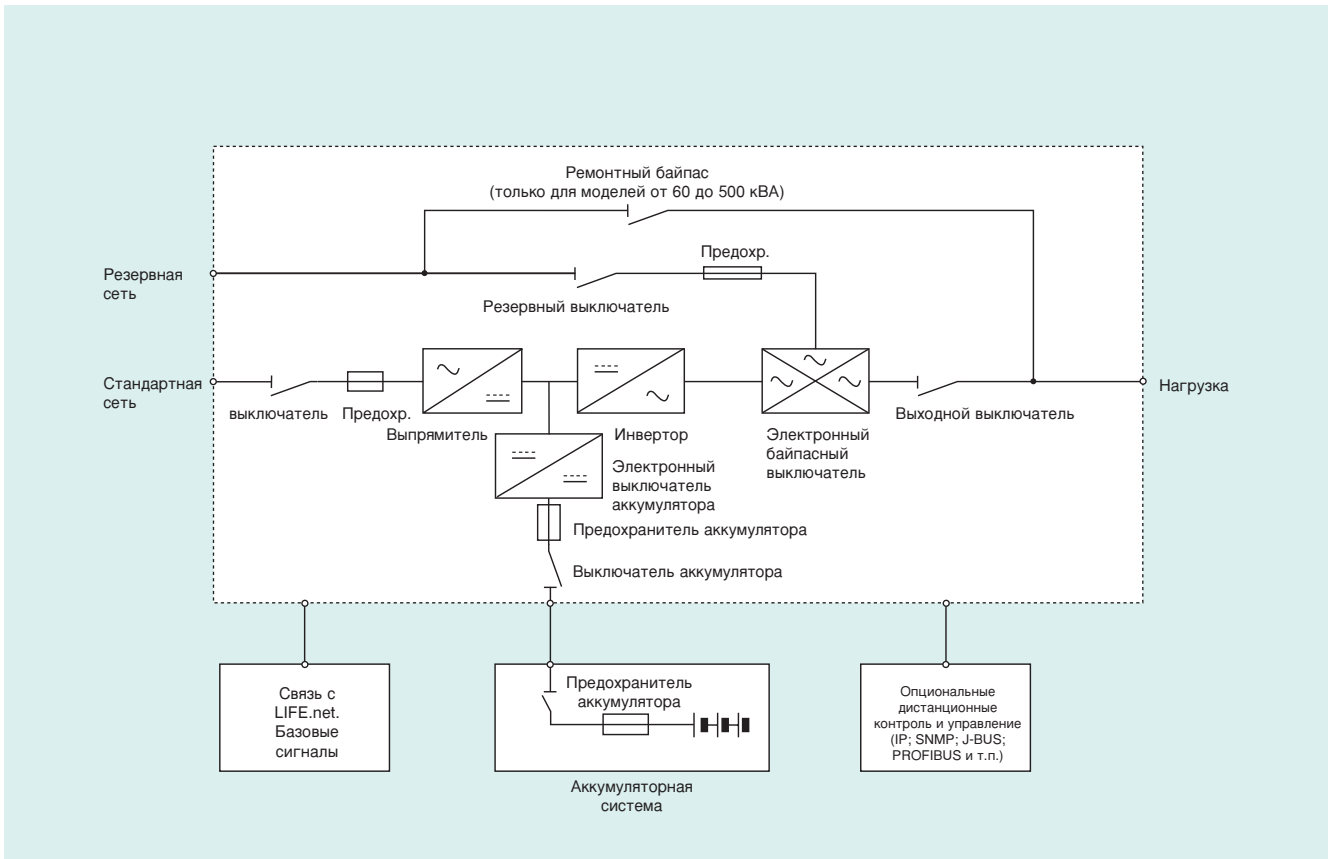 Ремонтный байпас
(только для моделей от 60 до 500 кВА)
Предохр.
Резервная
сеть
Резервный выключатель
Стандартная
сеть
Нагрузка
выключатель
Предохр.
Выходной выключатель
Выпрямитель
Инвертор
Электронный
байпасный
выключатель
Электронный
выключатель
аккумулятора
Предохранитель аккумулятора
Выключатель аккумулятора
Связь с
LIFE.net.
Базовые
сигналы
Предохранитель
аккумулятора
Опциональные
дистанционные
контроль и управление
(IP; SNMP; J-BUS;
PROFIBUS и т.п.)
Аккумуляторная
система